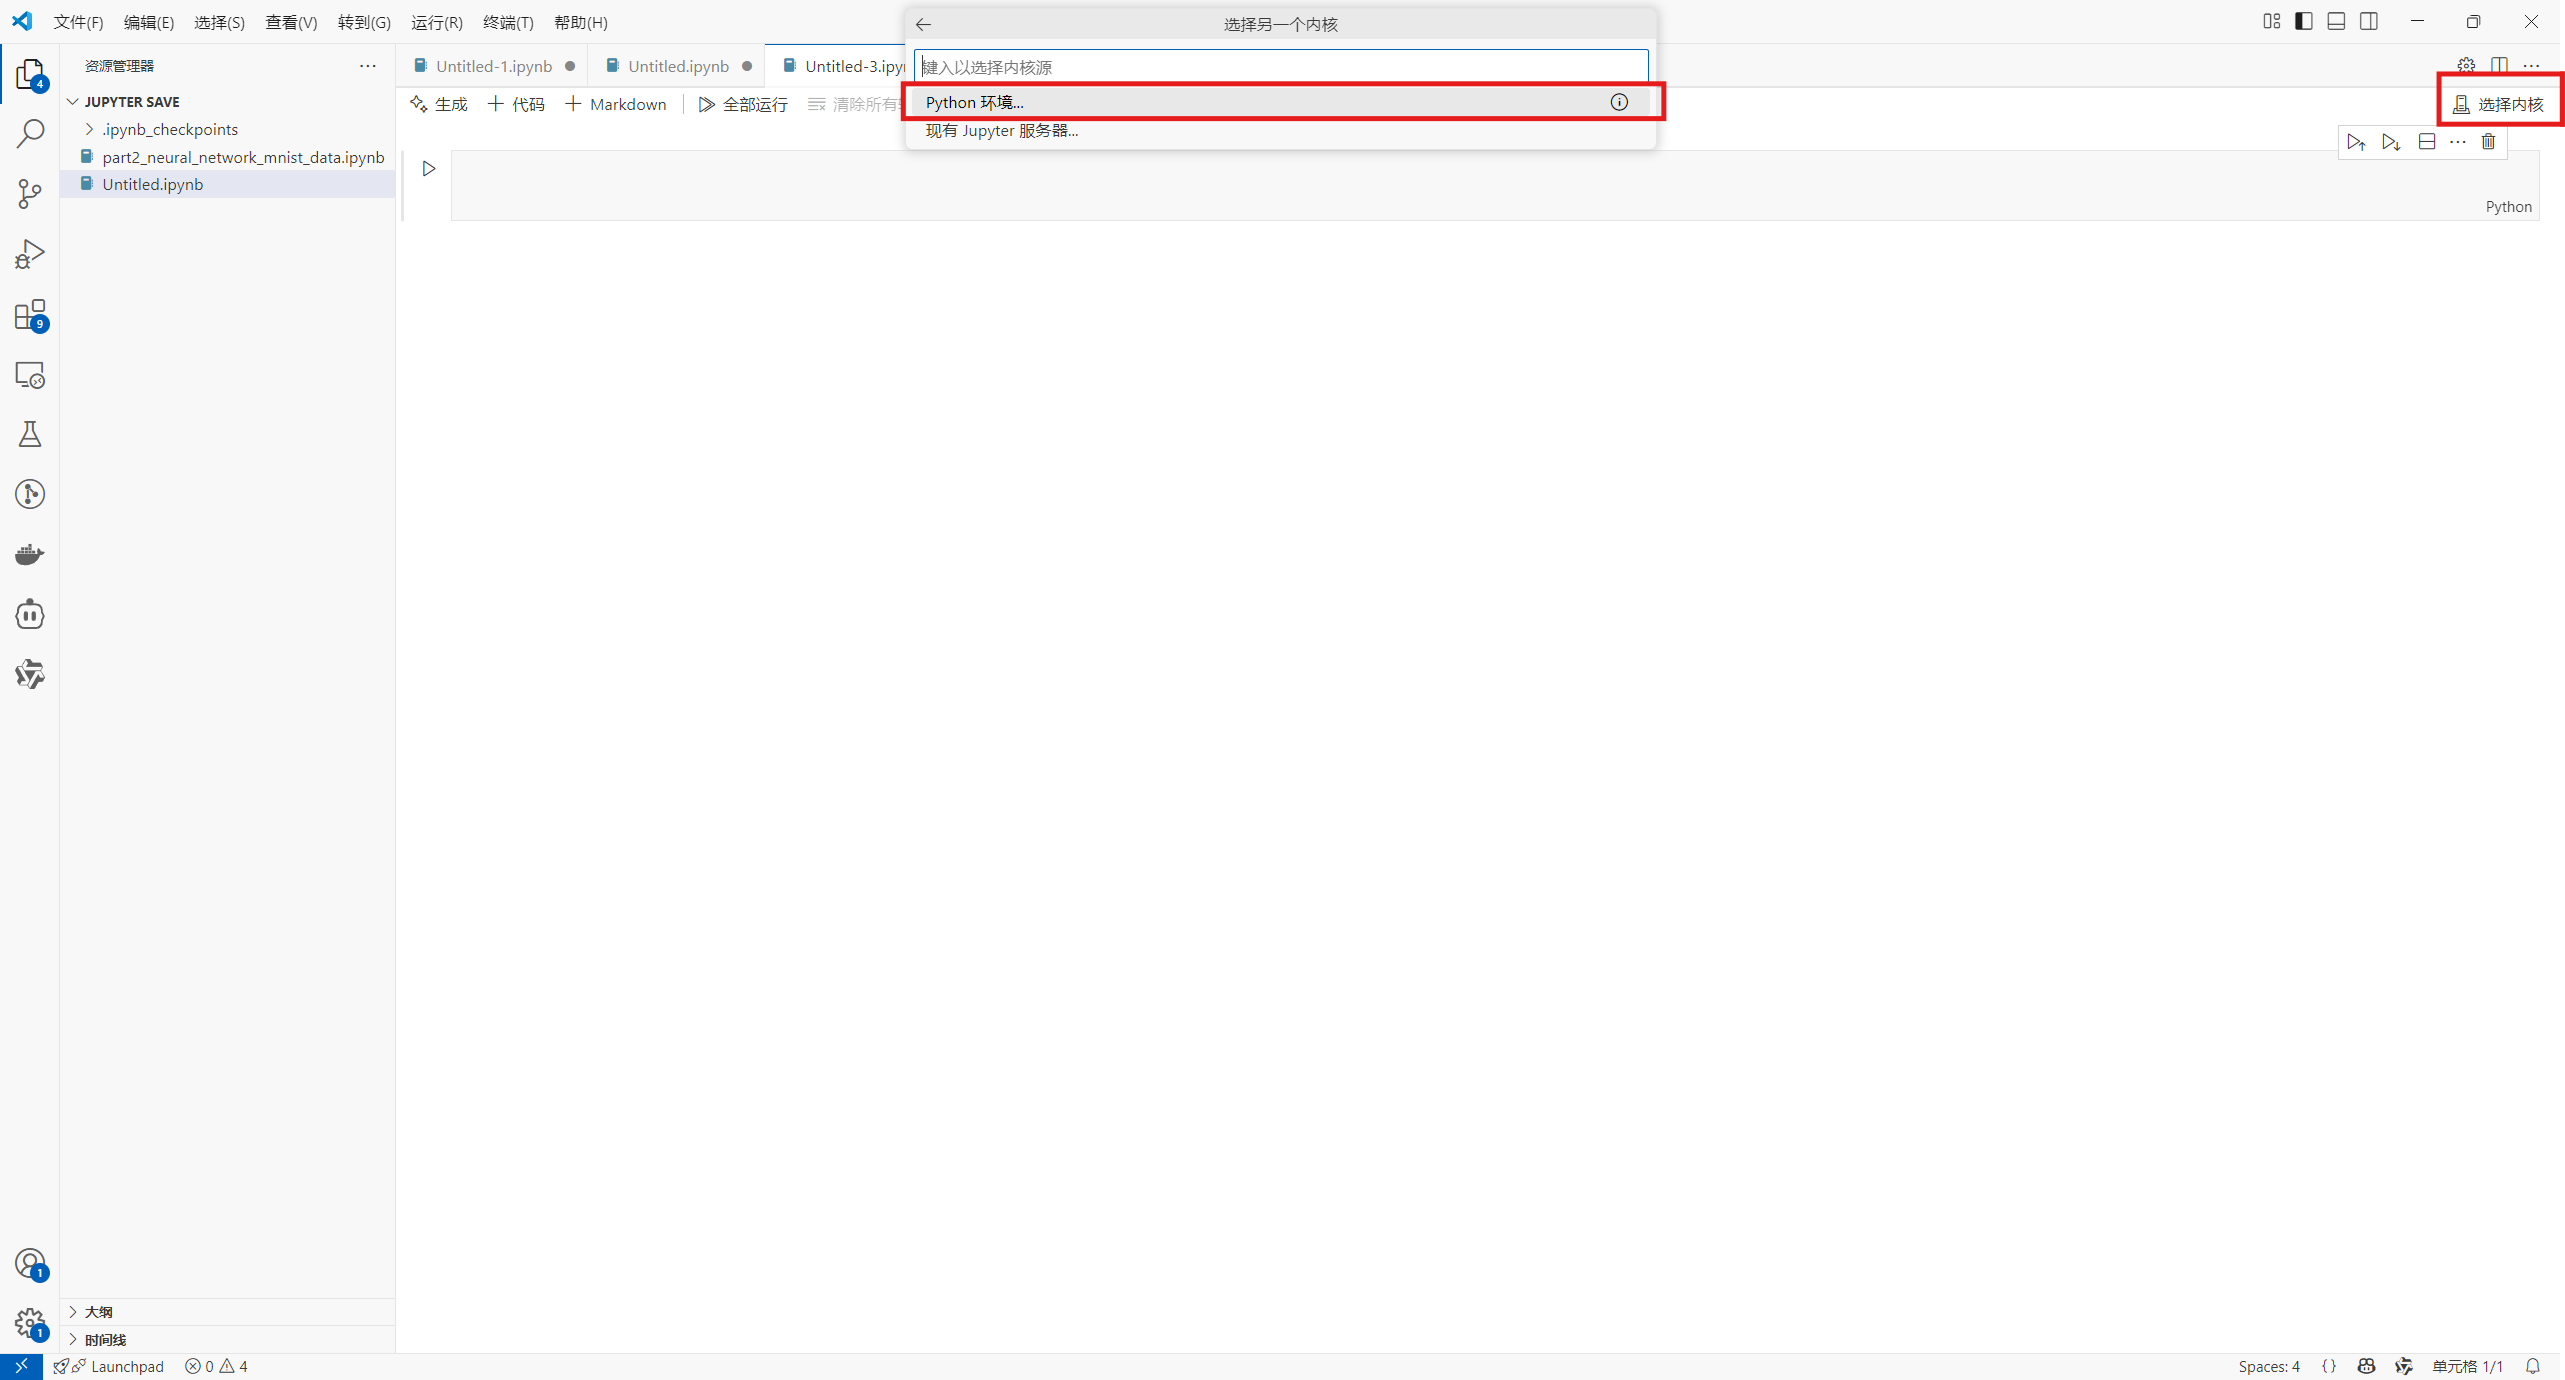 文件(F) 编辑(E) 选择(S) 查看(V) 转到(G) 运行(R) 终端(T) 帮助(H)
选择另一个内核
键入以选择内核源
Python 环境...
现有 Jupyter 服务器...
资源管理器
Untitled-1.ipynb
Untitled.ipynb
Untitled-3.ipy
生成 代码 Markdown 全部运行 清除所有
选择内核
JUPYTER SAVE
.ipynb_checkpoints
part2_neural_network_mnist_data.ipynb
Untitled.ipynb
Python
4
9
1
1
大纲
时间线
Launchpad 0 4
Spaces: 4 {} 单元格 1/1